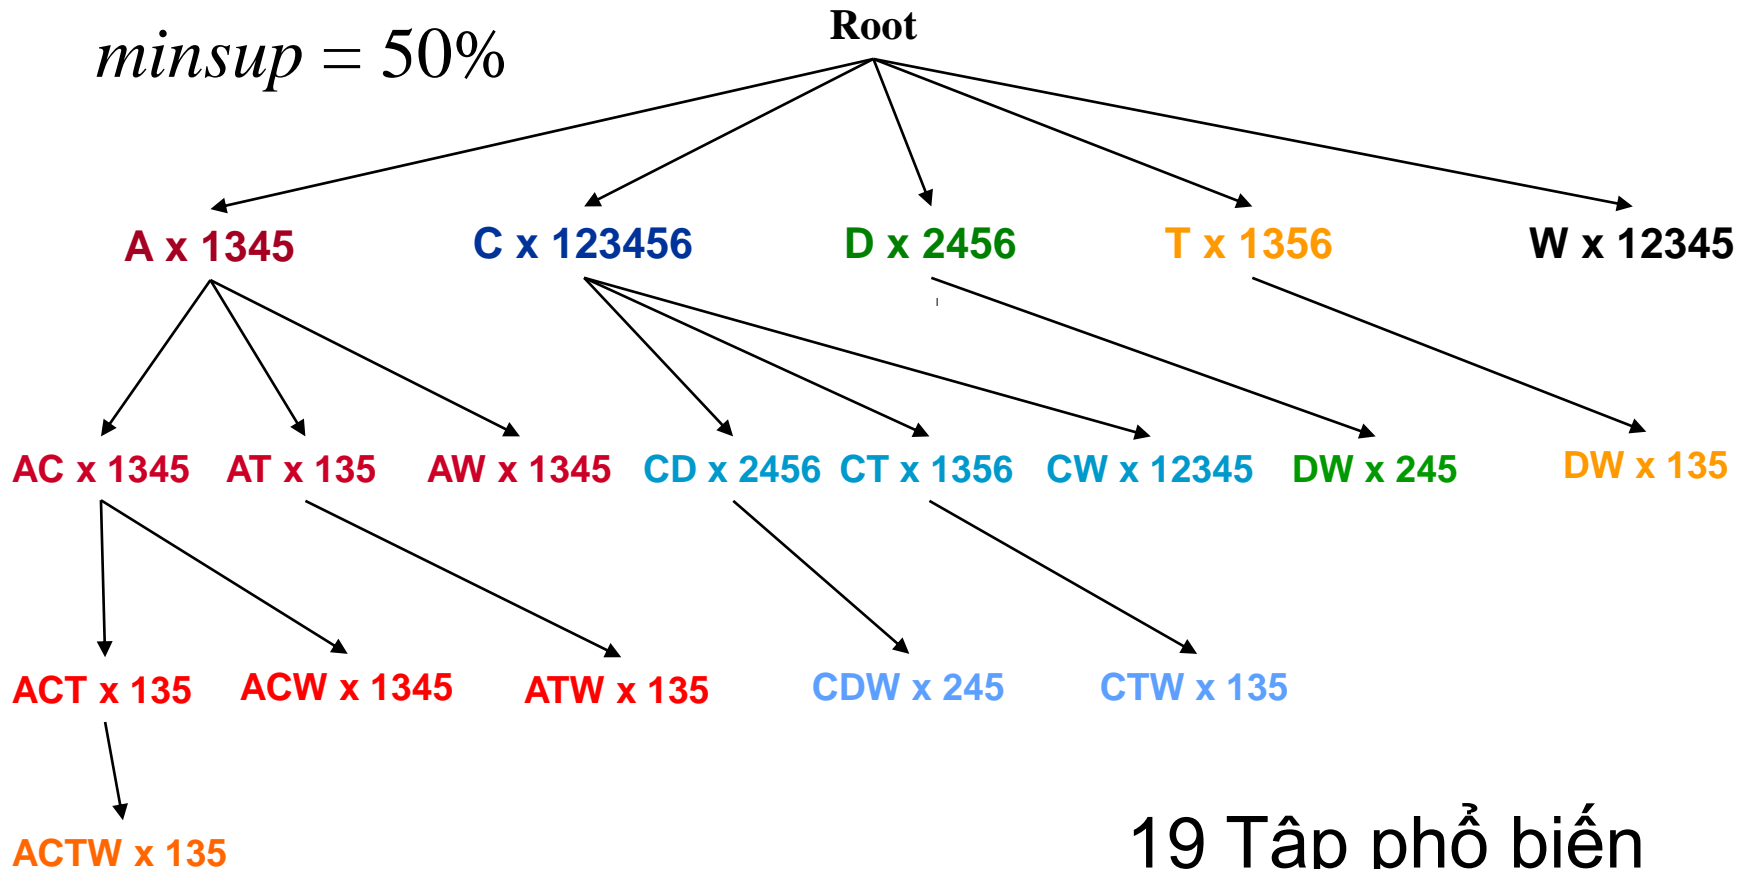 Root
minsup = 50%
A x 1345
C x 123456
D x 2456
T x 1356
W x 12345
AC x 1345
AT x 135
AW x 1345
CD x 2456
CT x 1356
CW x 12345
DW x 245
DW x 135
ACT x 135
ACW x 1345
ATW x 135
CDW x 245
CTW x 135
ACTW x 135
19 Tập phổ biến